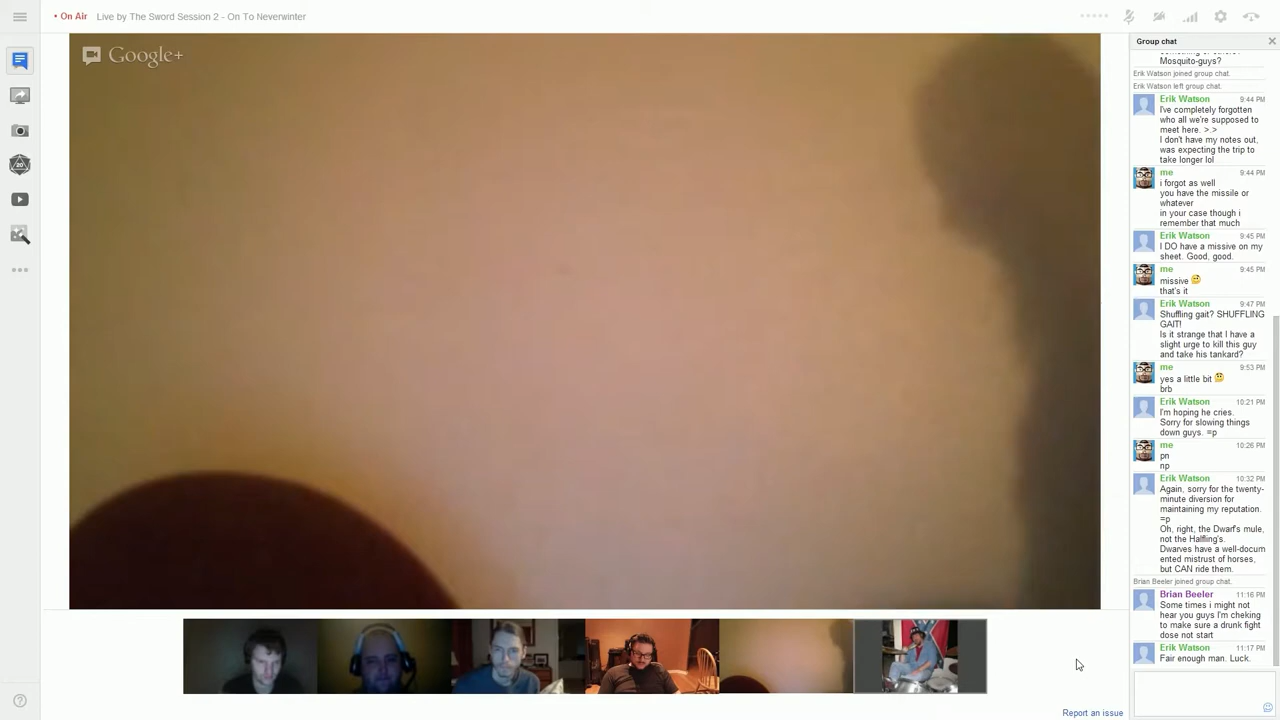 • On Air Live by The Sword Session 2 - On To Neverwinter
Google+
20
Group chat
Mosquito-guys?
Erik Watson joined group chat.
Erik Watson left group chat.
Erik Watson 9:44 PM
I've completely forgotten
who all we're supposed to
meet here. >.>
I don't have my notes out,
was expecting the trip to
take longer lol
me 9:44 PM
i forgot as well
you have the missile or
whatever
in your case though i
remember that much
Erik Watson 9:45 PM
I DO have a missive on my
sheet. Good, good.
me 9:45 PM
missive
that's it
Erik Watson 9:47 PM
Shuffling gait? SHUFFLING
GAIT!
Is it strange that I have a
slight urge to kill this guy
and take his tankard?
me 9:53 PM
yes a little bit
brb
Erik Watson 10:21 PM
I'm hoping he cries.
Sorry for slowing things
down guys. =p
me 10:26 PM
pn
np
Erik Watson 10:32 PM
Again, sorry for the twenty-
minute diversion for
maintaining my reputation.
=p
Oh, right, the Dwarf's mule,
not the Halfling's.
Dwarves have a well-docum
ented mistrust of horses,
but CAN ride them.
Brian Beeler joined group chat.
Brian Beeler 11:16 PM
Some times i might not
hear you guys I'm cheking
to make sure a drunk fight
dose not start
Erik Watson 11:17 PM
Fair enough man. Luck.
Report an issue